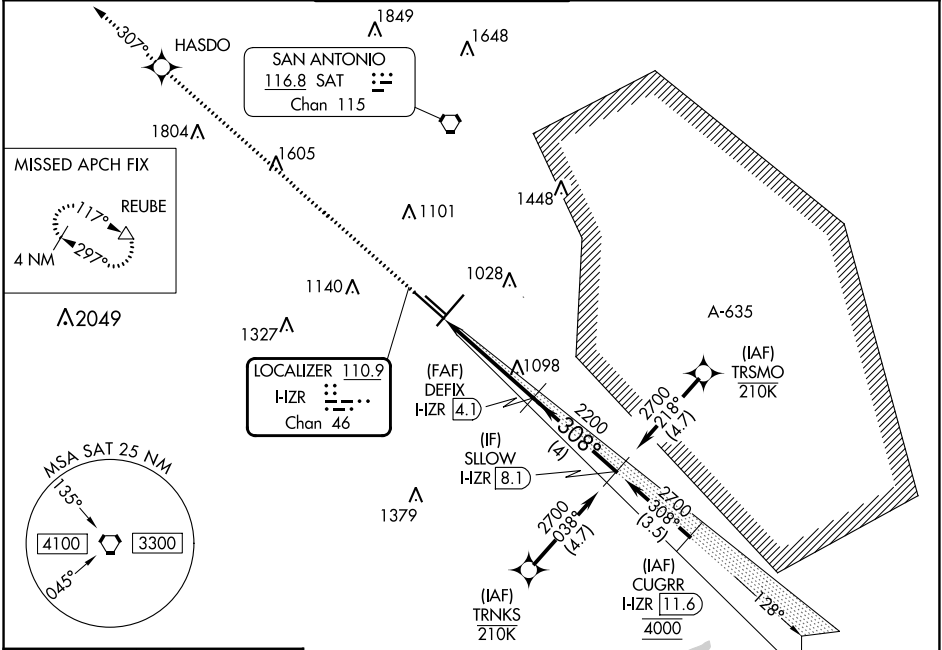 1849
1648
307°
HASDO
SAN ANTONIO
116.8 SAT
Chan 115
1804
1605
MISSED APCH FIX
117°
REUBE
297°
4 NM
1448
1101
1028
1140
2049
1327
A-635
LOCALIZER 110.9
I-IZR
Chan 46
(FAF)
DEFIX
I-IZR 4.1
1098
(IAF)
TRSMO
210K
2700
218°
(4.7)
2200
308°
(4)
(IF)
SLLOW
I-IZR 8.1
MSA SAT 25 NM
135°
4100
3300
045°
1379
2700
038°
(4.7)
2700
308°
(3.5)
(IAF)
TRNKS
210K
(IAF)
CUGRR
I-IZR 11.6
4000
128°